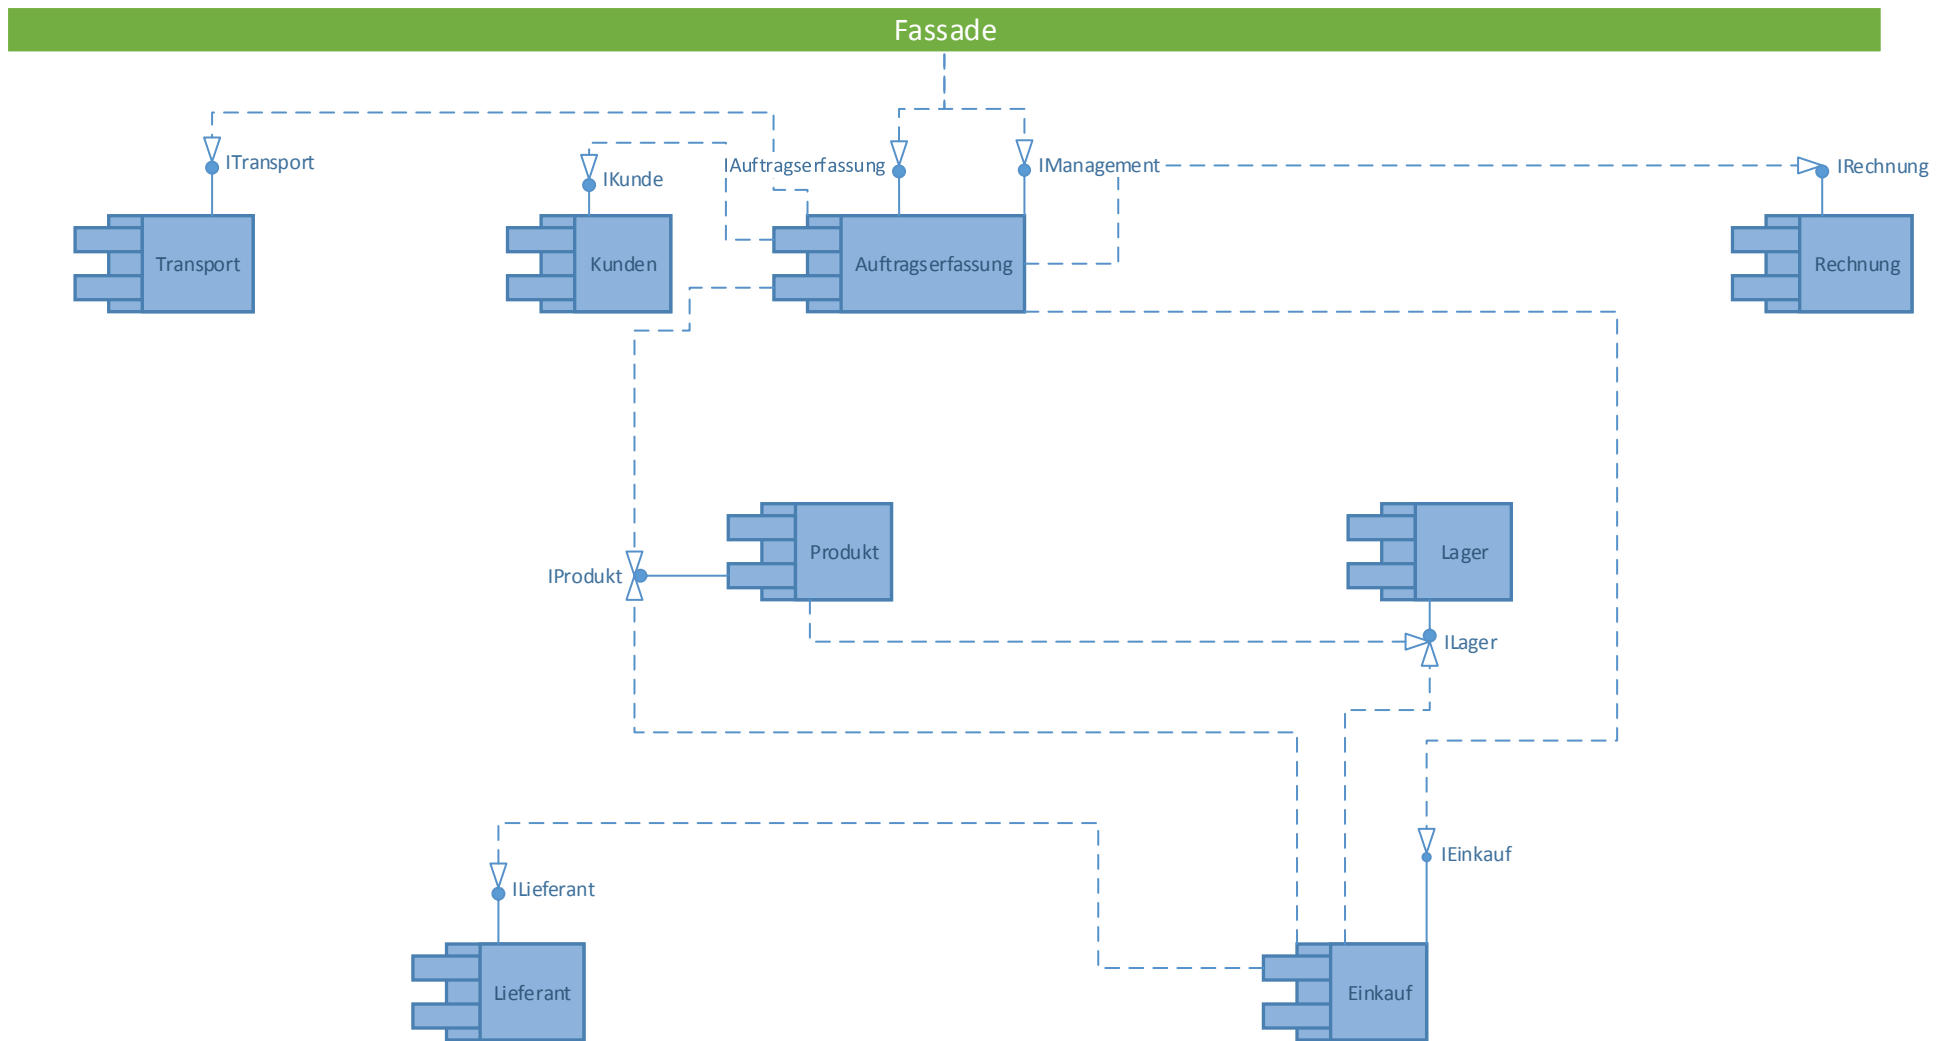 Fassade
ITransport
IKunde
IAuftragserfassung
IManagement
IRechnung
Transport
Kunden
Auftragserfassung
Rechnung
IProdukt
Produkt
Lager
ILager
IEinkauf
ILieferant
Lieferant
Einkauf